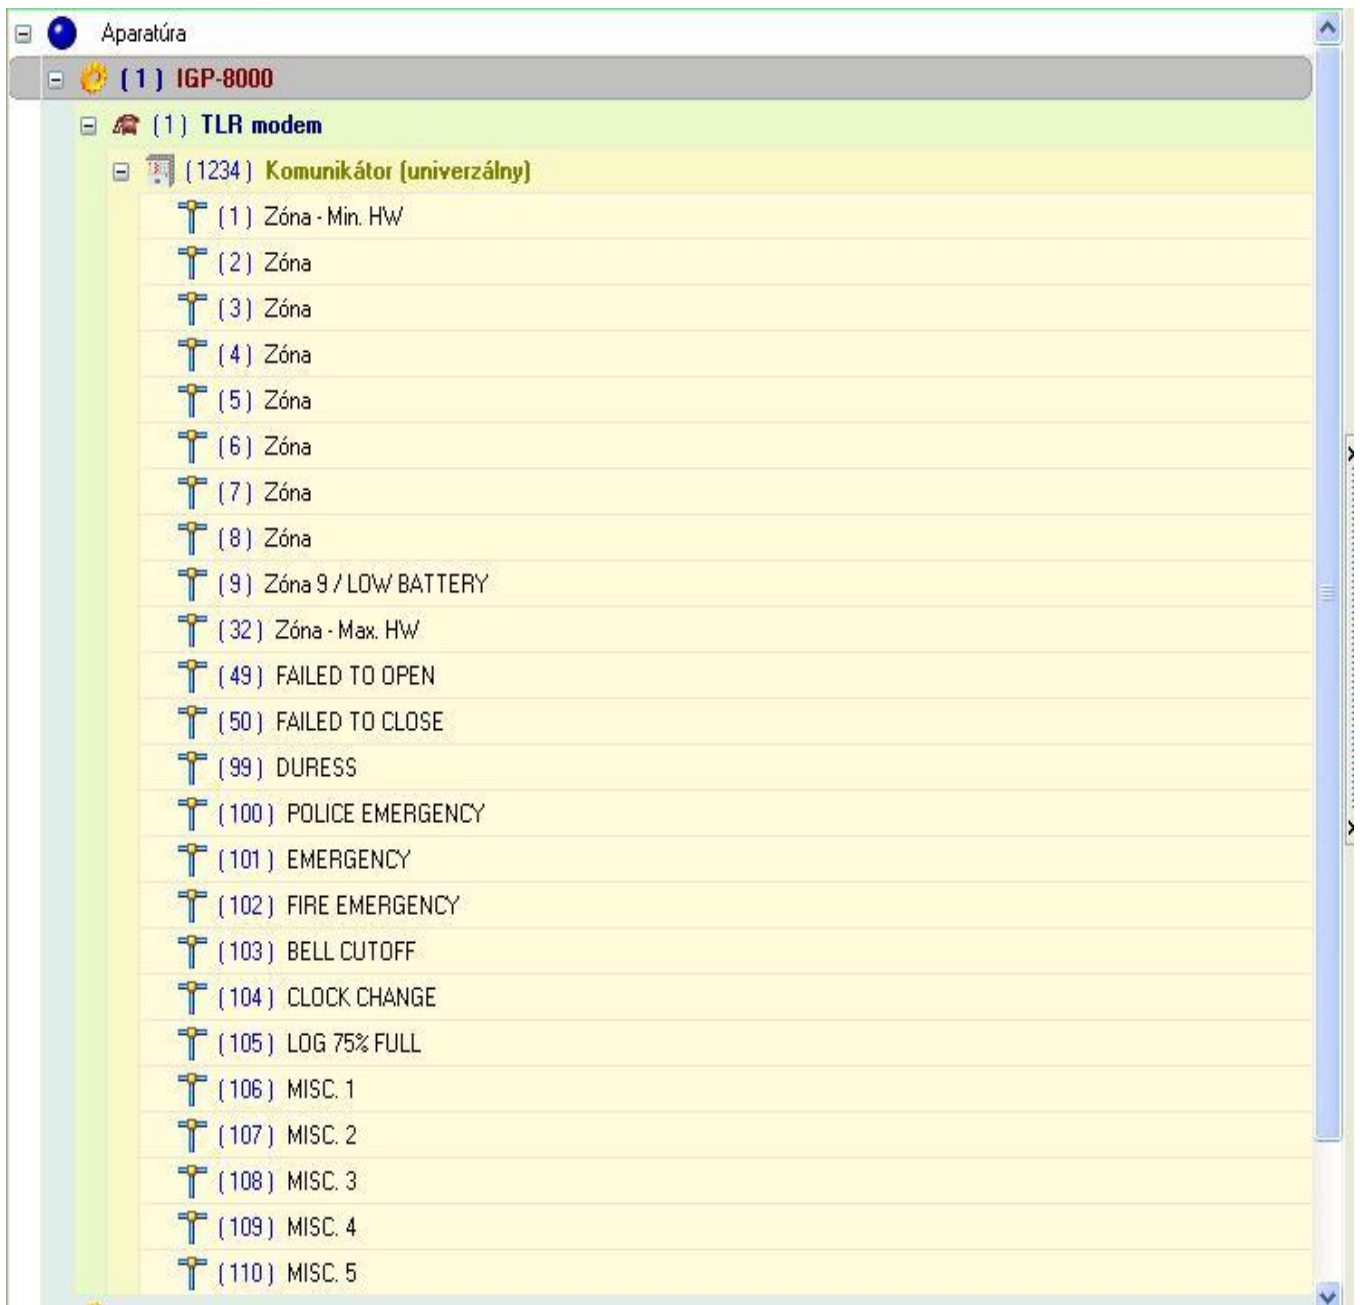 Aparatúra
(1) IGP-8000
(1) TLR modem
(1234) Komunikátor (univerzálny)
(1) Zóna - Min. HW
(2) Zóna
(3) Zóna
(4) Zóna
(5) Zóna
(6) Zóna
(7) Zóna
(8) Zóna
(9) Zóna 9 / LOW BATTERY
(32) Zóna - Max. HW
(49) FAILED TO OPEN
(50) FAILED TO CLOSE
(99) DURESS
(100) POLICE EMERGENCY
(101) EMERGENCY
(102) FIRE EMERGENCY
(103) BELL CUTOFF
(104) CLOCK CHANGE
(105) LOG 75% FULL
(106) MISC. 1
(107) MISC. 2
(108) MISC. 3
(109) MISC. 4
(110) MISC. 5